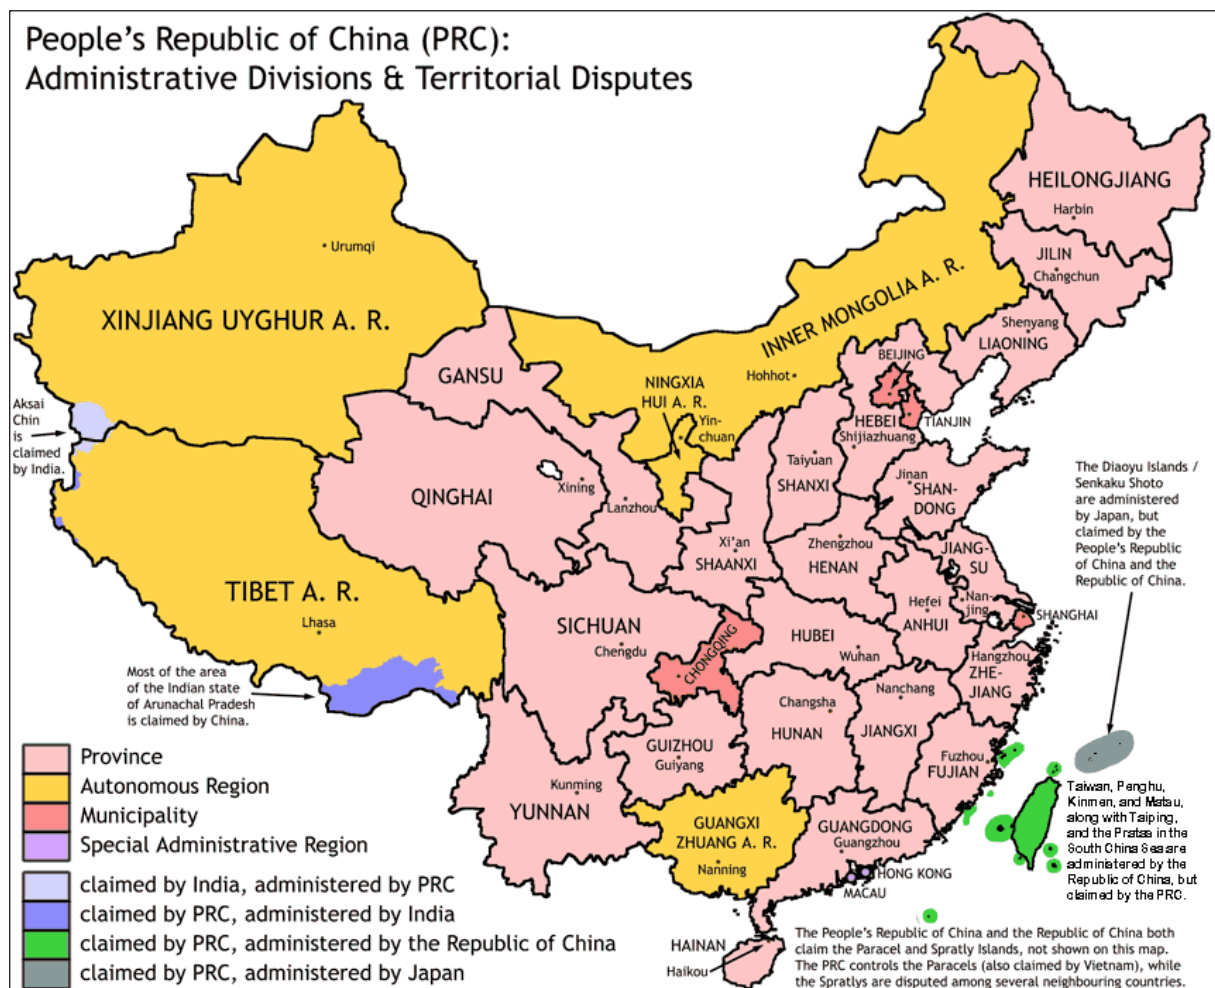 People's Republic of China (PRC):
Administrative Divisions & Territorial Disputes
HEILONGJIANG
Harbin
JILIN
Changchun
Urumqi
XINJIANG UYGHUR A. R.
INNER MONGOLIA A. R.
Shenyang
LIAONING
GANSU
BEIJING
Hohhot
NINGXIA
HUI A. R.
Yin-
chuan
Aksai
Chin
is
claimed
by India.
HEBEI
TIANJIN
Shijiazhuang
Taiyuan
SHANXI
Jinan
SHAN-
DONG
QINGHAI
Xining
Lanzhou
The Diaoyu Islands /
Senkaku Shoto
are administered
by Japan, but
claimed by the
People's Republic
of China and the
Republic of China.
Xi'an
SHAANXI
Zhengzhou
HENAN
JIANG-
SU
Nan-
jing
TIBET A. R.
Lhasa
Hefei
ANHUI
SHANGHAI
SICHUAN
Chengdu
CHONGQING
HUBEI
Wuhan
Hangzhou
ZHE-
JIANG
Most of the area
of the Indian state
of Arunachal Pradesh
is claimed by China.
Changsha
HUNAN
Nanchang
JIANGXI
GUIZHOU
Guiyang
Fuzhou
FUJIAN
Kunming
YUNNAN
Taiwan, Penghu,
Kinmen, and Matsu,
along with Taiping,
and the Pratas in the
South China Sea are
administered by the
Republic of China, but
claimed by the PRC.
GUANGXI
ZHUANG A. R.
Nanning
GUANGDONG
Guangzhou
HONG KONG
MACAU
HAINAN
Haikou
Province
Autonomous Region
Municipality
Special Administrative Region
claimed by India, administered by PRC
claimed by PRC, administered by India
claimed by PRC, administered by the Republic of China
claimed by PRC, administered by Japan
The People's Republic of China and the Republic of China both
claim the Paracel and Spratly Islands, not shown on this map.
The PRC controls the Paracels (also claimed by Vietnam), while
the Spratlys are disputed among several neighbouring countries.